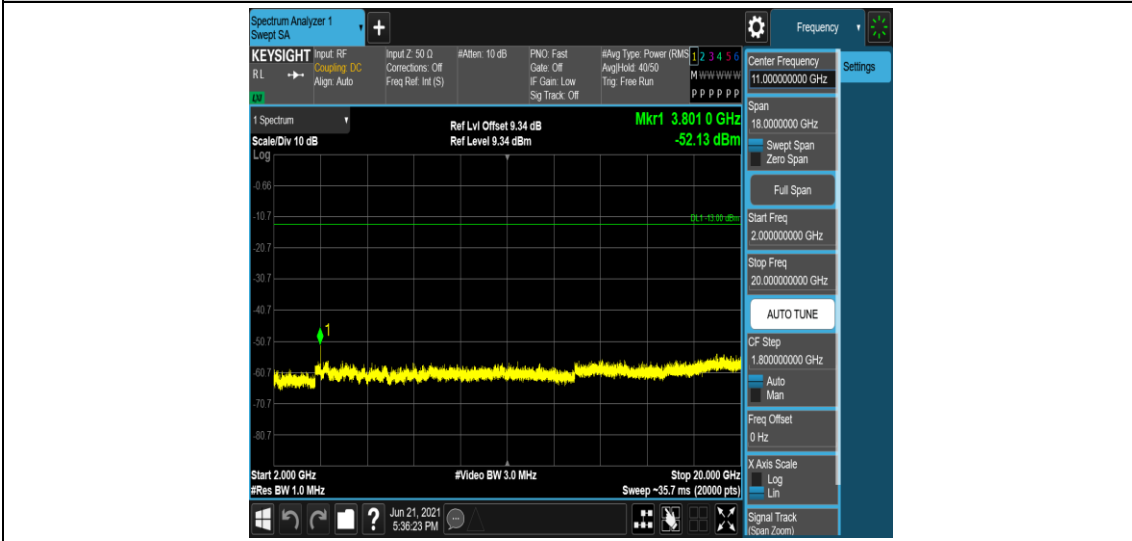 Spectrum Analyzer 1
Swept SA
+
Frequency
KEYSIGHT
RL
LXI
Input: RF
Coupling: DC
Align: Auto
Input Z: 50 Ω
Corrections: Off
Freq Ref: Int (S)
#Atten: 10 dB
PNO: Fast
Gate: Off
IF Gain: Low
Sig Track: Off
#Avg Type: Power (RMS
Avg|Hold: 40/50
Trig: Free Run
1 2 3 4 5 6
M W W W W W
P P P P P P
1 Spectrum
Scale/Div 10 dB
Log
Ref Lvl Offset 9.34 dB
Ref Level 9.34 dBm
Mkr1 3.801 0 GHz
-52.13 dBm
-0.66
-10.7
DL1 -13.00 dBm
-20.7
-30.7
-40.7
1
-50.7
-60.7
-70.7
-80.7
Start 2.000 GHz
#Res BW 1.0 MHz
#Video BW 3.0 MHz
Stop 20.000 GHz
Sweep ~35.7 ms (20000 pts)
?
Jun 21, 2021
5:36:23 PM
Center Frequency
11.000000000 GHz
Settings
Span
18.0000000 GHz
Swept Span
Zero Span
Full Span
Start Freq
2.000000000 GHz
Stop Freq
20.000000000 GHz
AUTO TUNE
CF Step
1.800000000 GHz
Auto
Man
Freq Offset
0 Hz
X Axis Scale
Log
Lin
Signal Track
(Span Zoom)